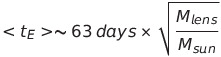 < t_E > ~ 63 days × √(M_lens / M_sun)